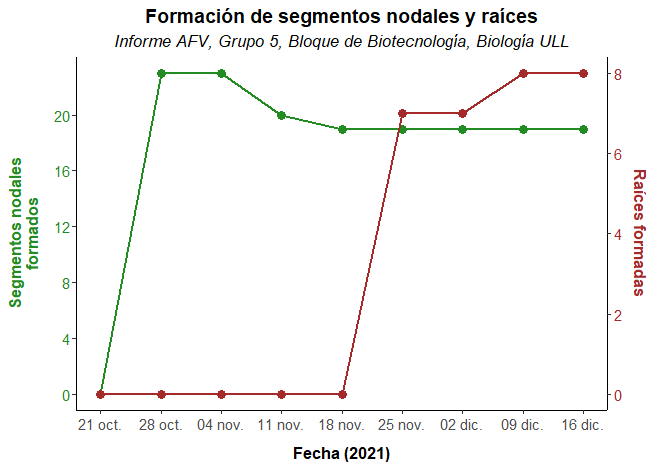 Formación de segmentos nodales y raíces
Informe AFV, Grupo 5, Bloque de Biotecnología, Biología ULL
Segmentos nodales
formados
20
16
12
8
4
0
8
6
4
2
0
Raíces formadas
21 oct.
28 oct.
04 nov.
11 nov.
18 nov.
25 nov.
02 dic.
09 dic.
16 dic.
Fecha (2021)